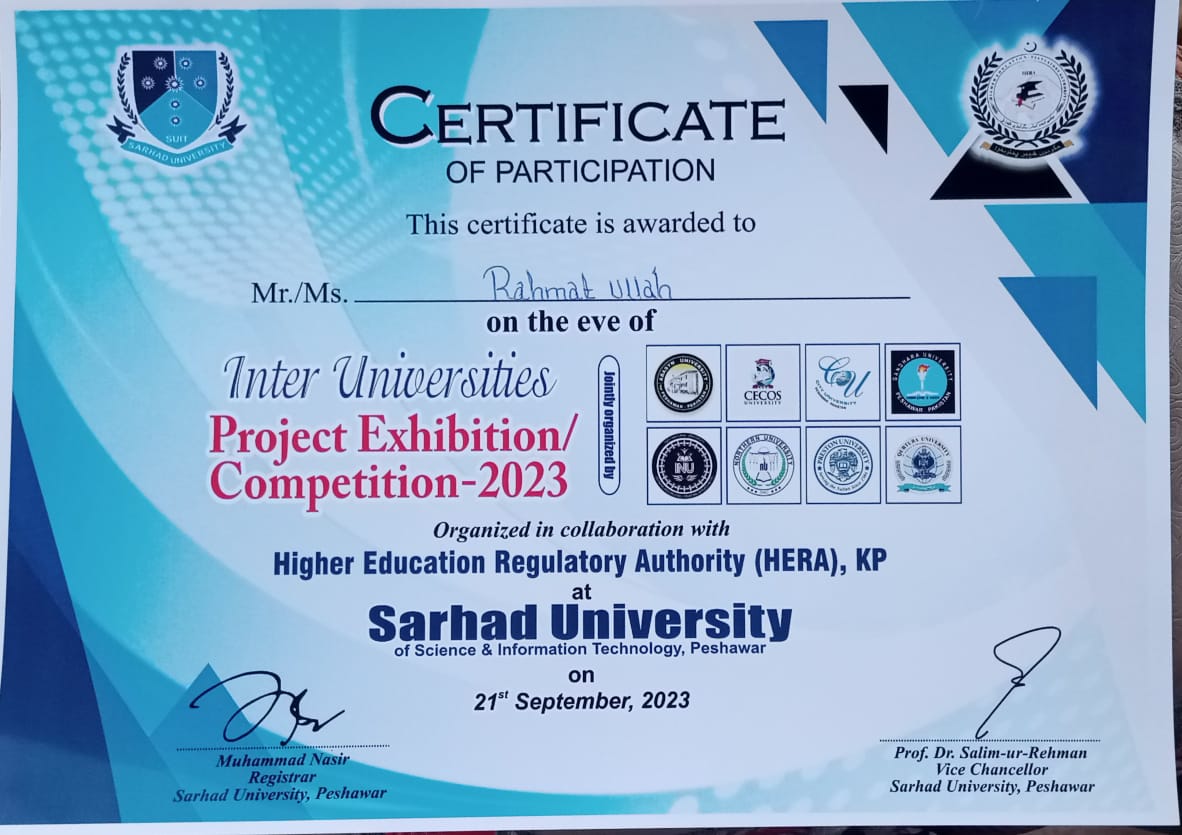 SUIT
SARHAD UNIVERSITY
HERA
CERTIFICATE
OF PARTICIPATION
This certificate is awarded to
Mr./Ms. Rahmat Ullah
on the eve of
Inter Universities
Project Exhibition/
Competition-2023
Jointly organized by
CECOS
UNIVERSITY
CU
CITY UNIVERSITY
GANDHARA UNIVERSITY
PESHAWAR PAKISTAN
INU
NORTHERN UNIVERSITY
PRESTON UNIVERSITY
QURTUBA UNIVERSITY
Organized in collaboration with
Higher Education Regulatory Authority (HERA), KP
at
Sarhad University
of Science & Information Technology, Peshawar
on
21st September, 2023
Muhammad Nasir
Registrar
Sarhad University, Peshawar
Prof. Dr. Salim-ur-Rehman
Vice Chancellor
Sarhad University, Peshawar